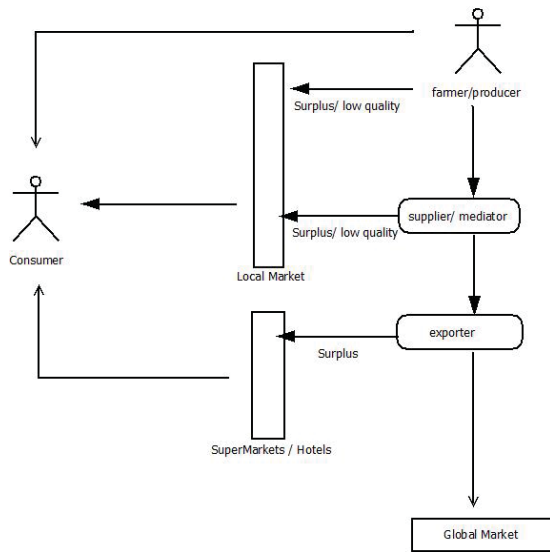 farmer/producer
Surplus/ low quality
supplier/ mediator
Surplus/ low quality
Consumer
Local Market
exporter
Surplus
SuperMarkets / Hotels
Global Market